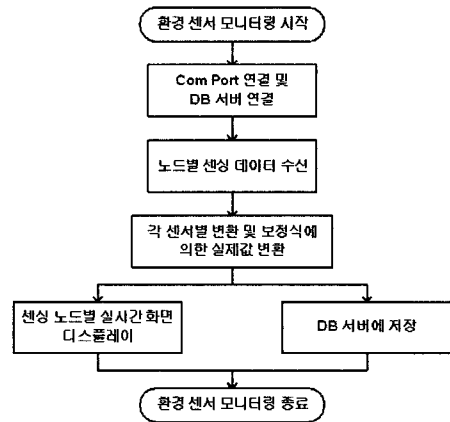 환경 센서 모니터링 시작
Com Port 연결 및
DB 서버 연결
노드별 센싱 데이터 수신
각 센서별 변환 및 보정식에
의한 실제값 변환
센싱 노드별 실시간 화면
디스플레이
DB 서버에 저장
환경 센서 모니터링 종료